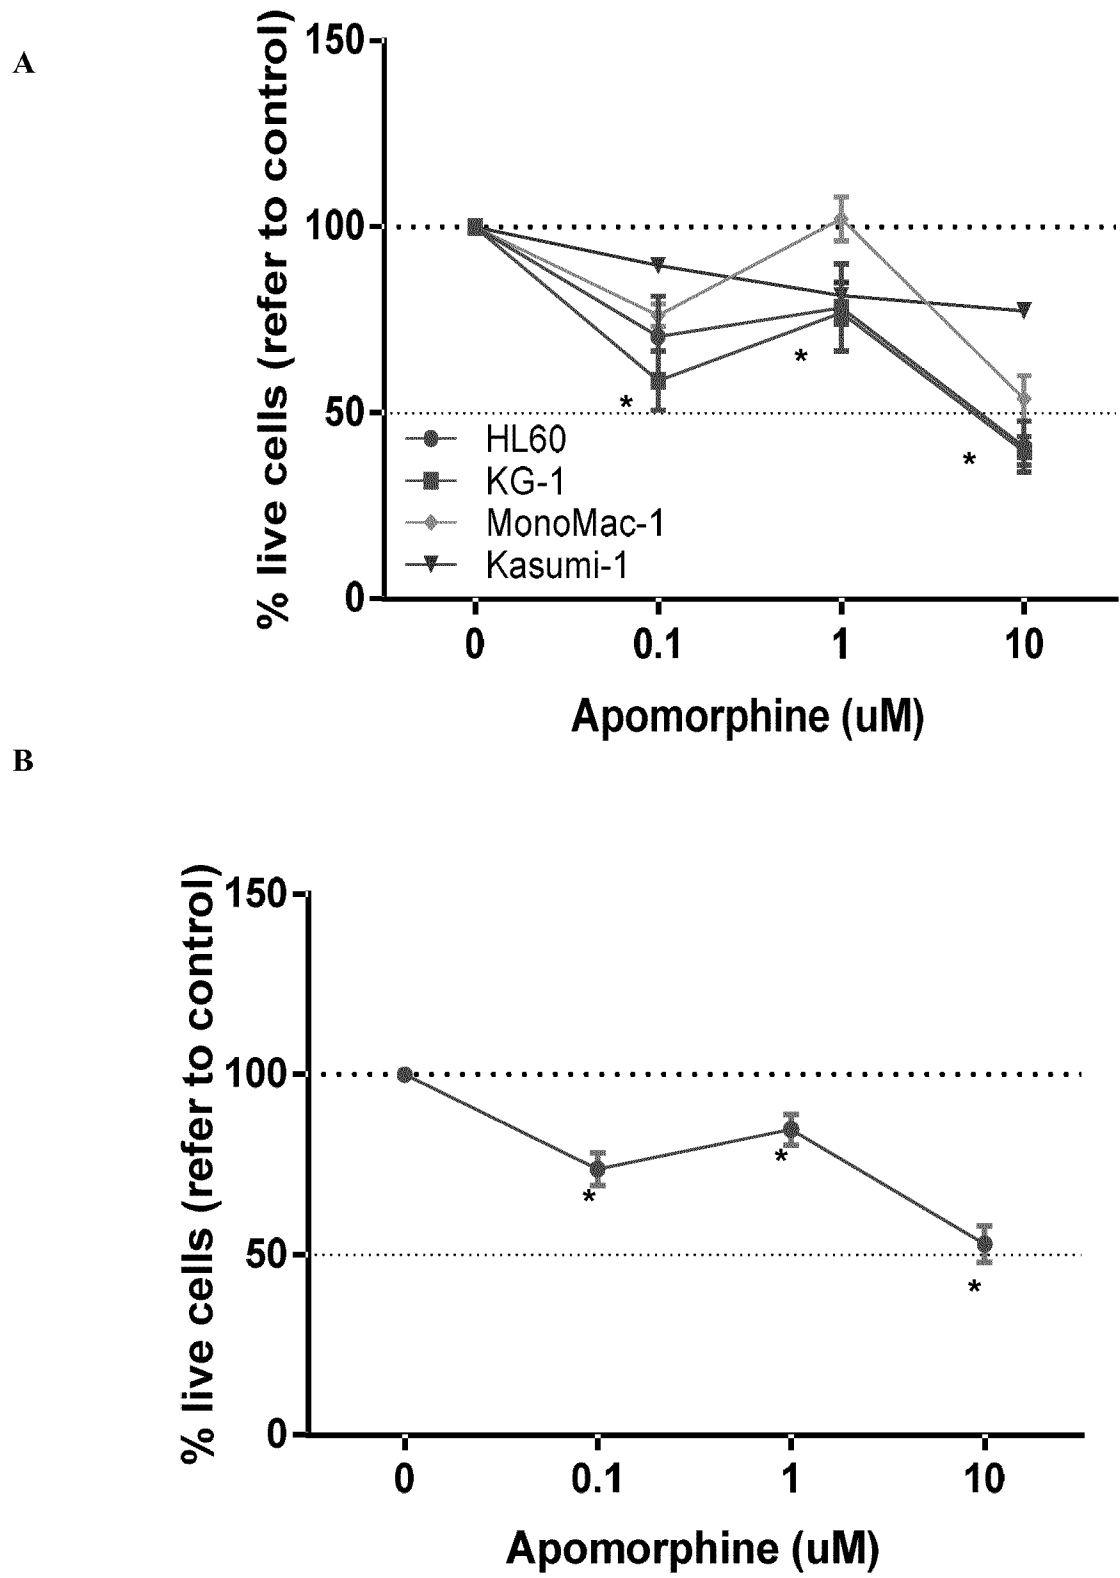 A
% live cells (refer to control)
150
100
50
0
HL60
KG-1
MonoMac-1
Kasumi-1
*
*
*
0 0.1 1 10
Apomorphine (uM)
B
% live cells (refer to control)
150
100
50
0
*
*
*
0 0.1 1 10
Apomorphine (uM)